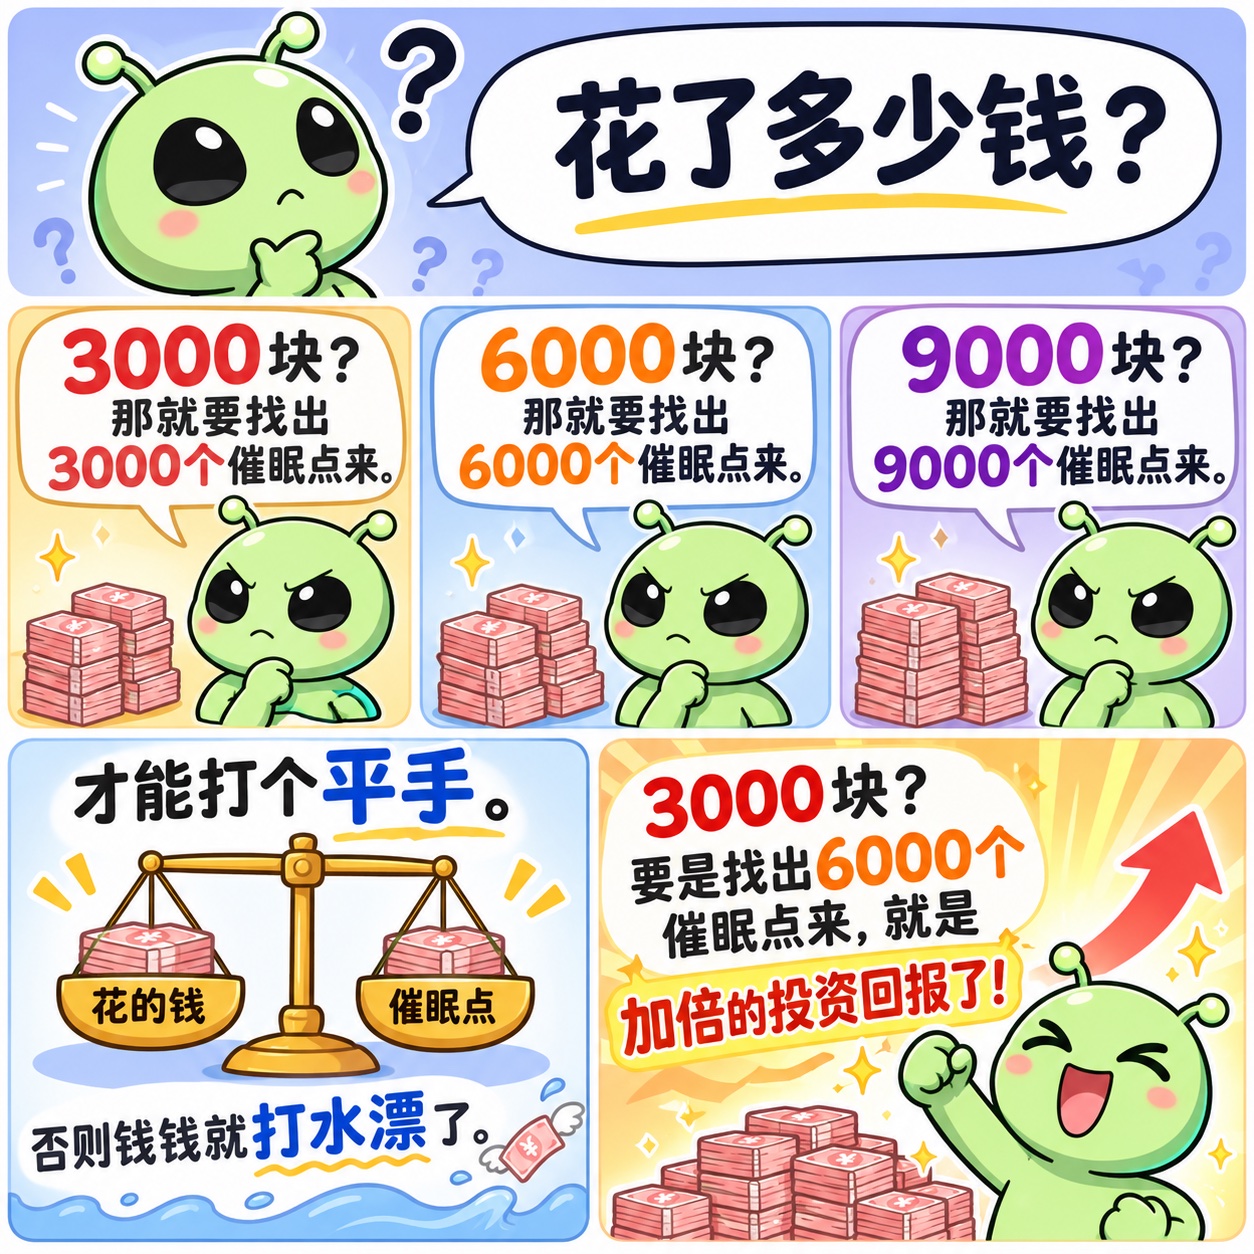 ？
花了多少钱？
？
？
？
？
3000块？
那就要找出
3000个催眠点来。
6000块？
那就要找出
6000个催眠点来。
9000块？
那就要找出
9000个催眠点来。
才能打个平手。
花的钱
催眠点
否则钱钱就打水漂了。
3000块？
要是找出6000个
催眠点来，就是
加倍的投资回报了！